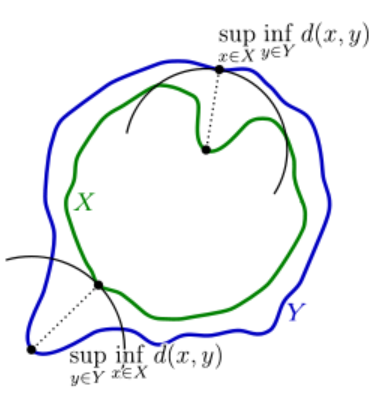 sup inf d(x, y)
x∈X y∈Y
X
Y
sup inf d(x, y)
y∈Y x∈X